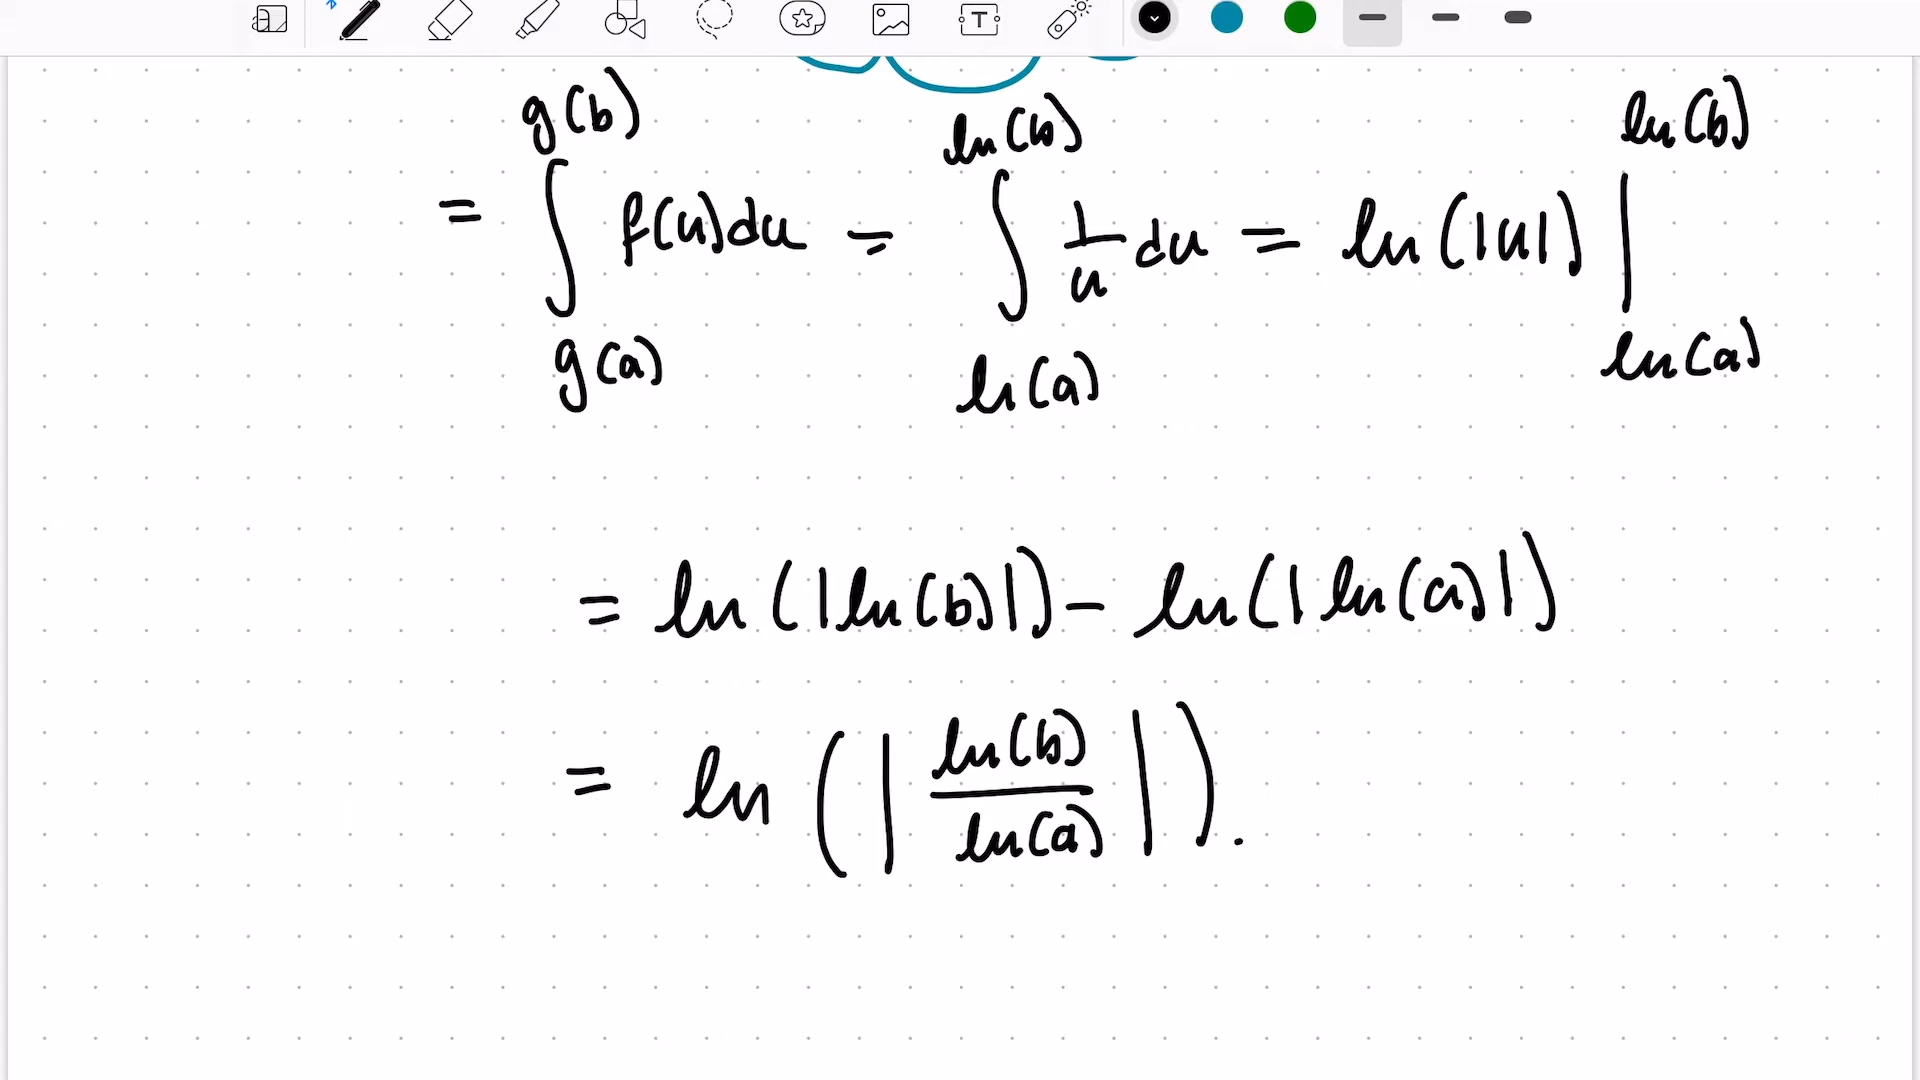 = ∫_{g(a)}^{g(b)} f(u)du = ∫_{ln(a)}^{ln(b)} 1/u du = ln(|u|) |_{ln(a)}^{ln(b)}
= ln(|ln(b)|) - ln(|ln(a)|)
= ln(|ln(b)/ln(a)|).